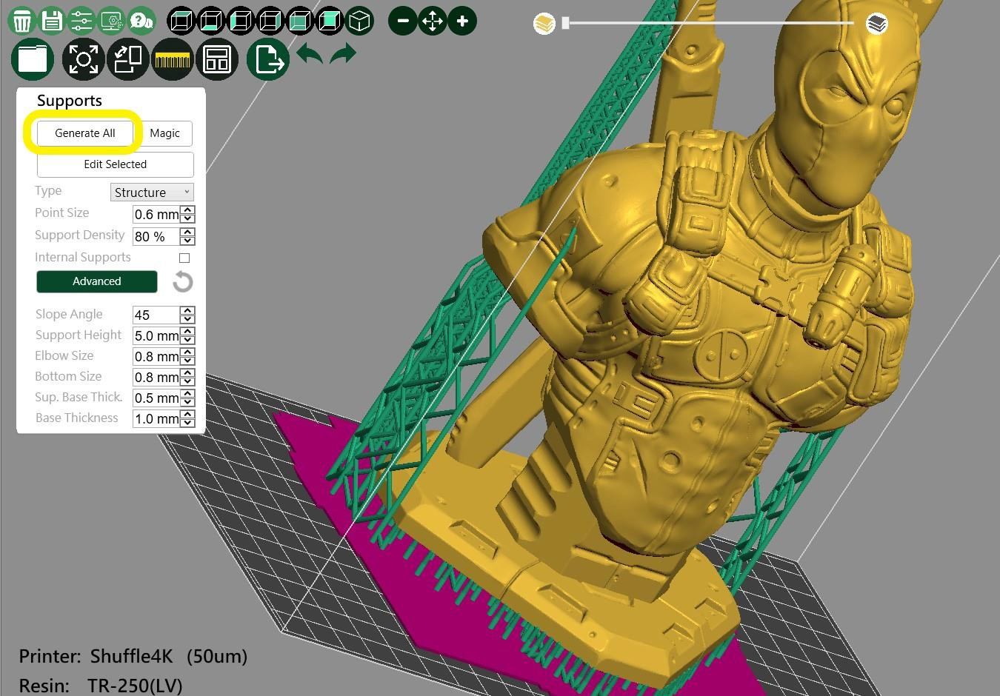 Supports
Generate All Magic
Edit Selected
Type Structure
Point Size 0.6 mm
Support Density 80 %
Internal Supports
Advanced
Slope Angle 45
Support Height 5.0 mm
Elbow Size 0.8 mm
Bottom Size 0.8 mm
Sup. Base Thick. 0.5 mm
Base Thickness 1.0 mm
Printer: Shuffle4K (50um)
Resin: TR-250(LV)